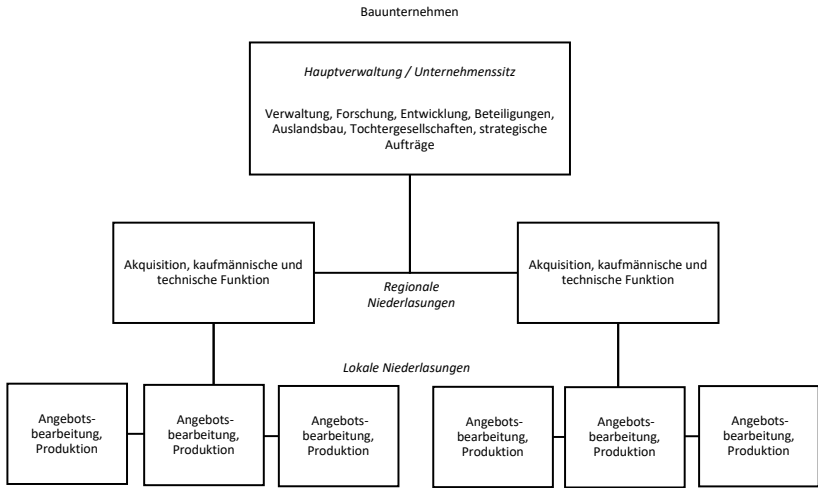 Bauunternehmen
Hauptverwaltung / Unternehmenssitz
Verwaltung, Forschung, Entwicklung, Beteiligungen,
Auslandsbau, Tochtergesellschaften, strategische
Aufträge
Akquisition, kaufmännische und
technische Funktion
Akquisition, kaufmännische und
technische Funktion
Regionale
Niederlasungen
Lokale Niederlasungen
Angebots-
bearbeitung,
Produktion
Angebots-
bearbeitung,
Produktion
Angebots-
bearbeitung,
Produktion
Angebots-
bearbeitung,
Produktion
Angebots-
bearbeitung,
Produktion
Angebots-
bearbeitung,
Produktion